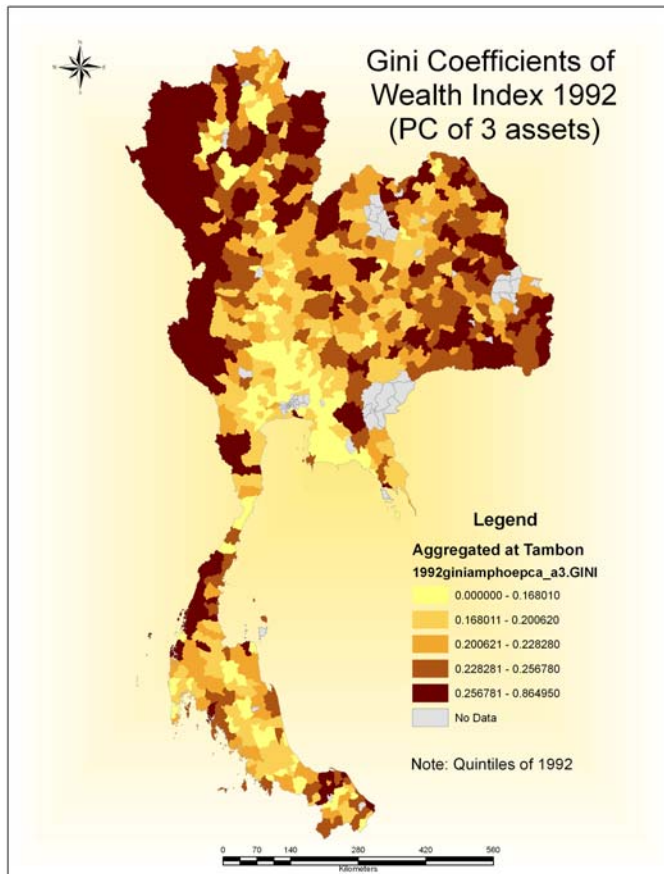 Gini Coefficients of
Wealth Index 1992
(PC of 3 assets)
Legend
Aggregated at Tambon
1992giniamphoepca_a3.GINI
0.000000 - 0.168010
0.168011 - 0.200620
0.200621 - 0.228280
0.228281 - 0.256780
0.256781 - 0.864950
No Data
Note: Quintiles of 1992
0 70 140 280 420 560
Kilometers